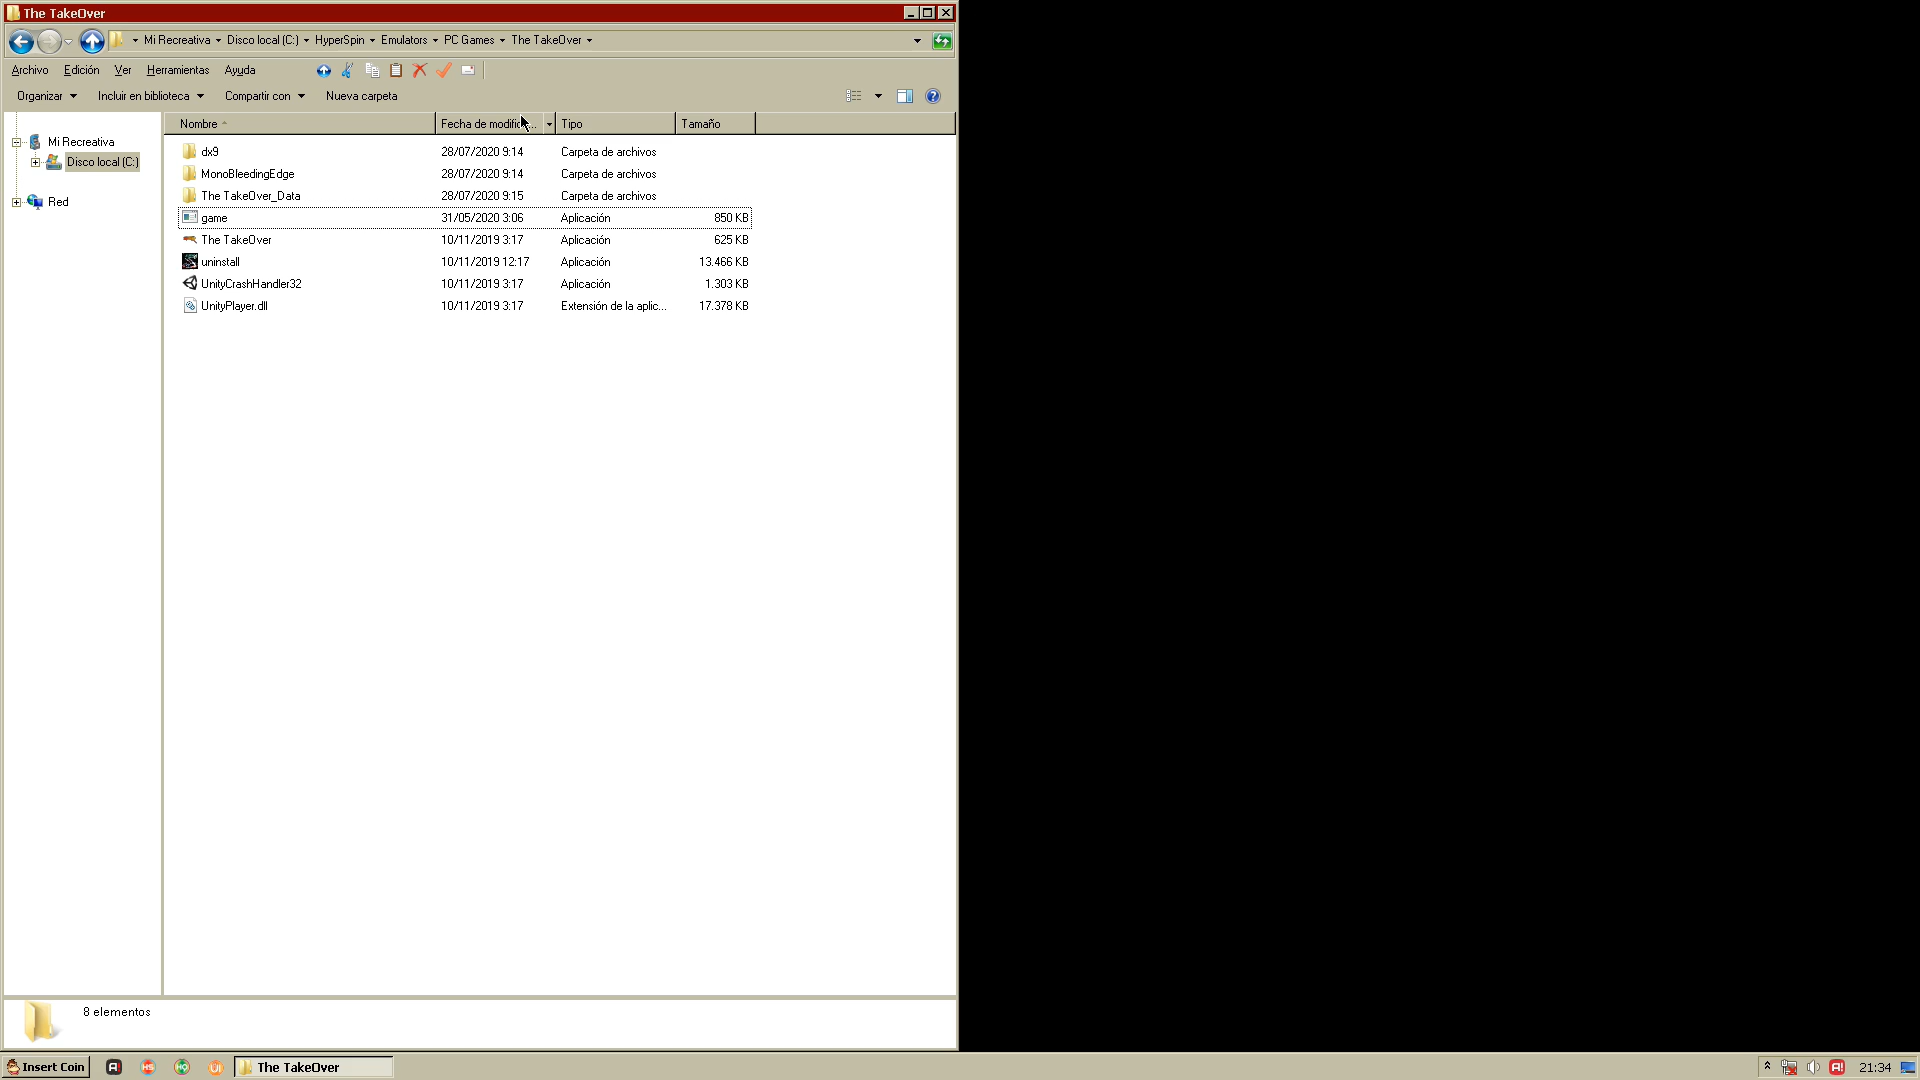 The TakeOver
Mi Recreativa Disco local (C:) HyperSpin Emulators PC Games The TakeOver
Archivo Edición Ver Herramientas Ayuda
Organizar Incluir en biblioteca Compartir con Nueva carpeta
Nombre Fecha de modific... Tipo Tamaño
Mi Recreativa
Disco local (C:)
Red
dx9 28/07/2020 9:14 Carpeta de archivos
MonoBleedingEdge 28/07/2020 9:14 Carpeta de archivos
The TakeOver_Data 28/07/2020 9:15 Carpeta de archivos
game 31/05/2020 3:06 Aplicación 850 KB
The TakeOver 10/11/2019 3:17 Aplicación 625 KB
uninstall 10/11/2019 12:17 Aplicación 13.466 KB
UnityCrashHandler32 10/11/2019 3:17 Aplicación 1.303 KB
UnityPlayer.dll 10/11/2019 3:17 Extensión de la aplic... 17.378 KB
8 elementos
Insert Coin A! HS HQ UI The TakeOver A! 21:34